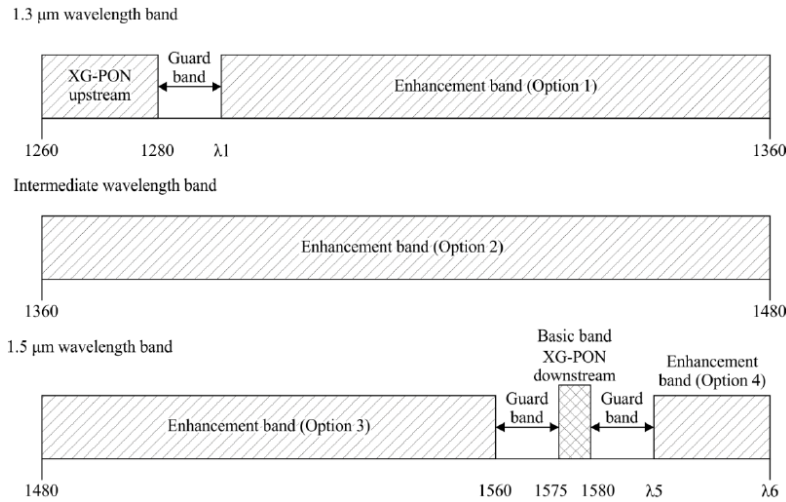 1.3 μm wavelength band
XG-PON
upstream
Guard
band
Enhancement band (Option 1)
1260
1280
λ1
1360
Intermediate wavelength band
Enhancement band (Option 2)
1360
1480
1.5 μm wavelength band
Basic band
XG-PON
downstream
Enhancement
band (Option 4)
Enhancement band (Option 3)
Guard
band
Guard
band
1480
1560
1575
1580
λ5
λ6